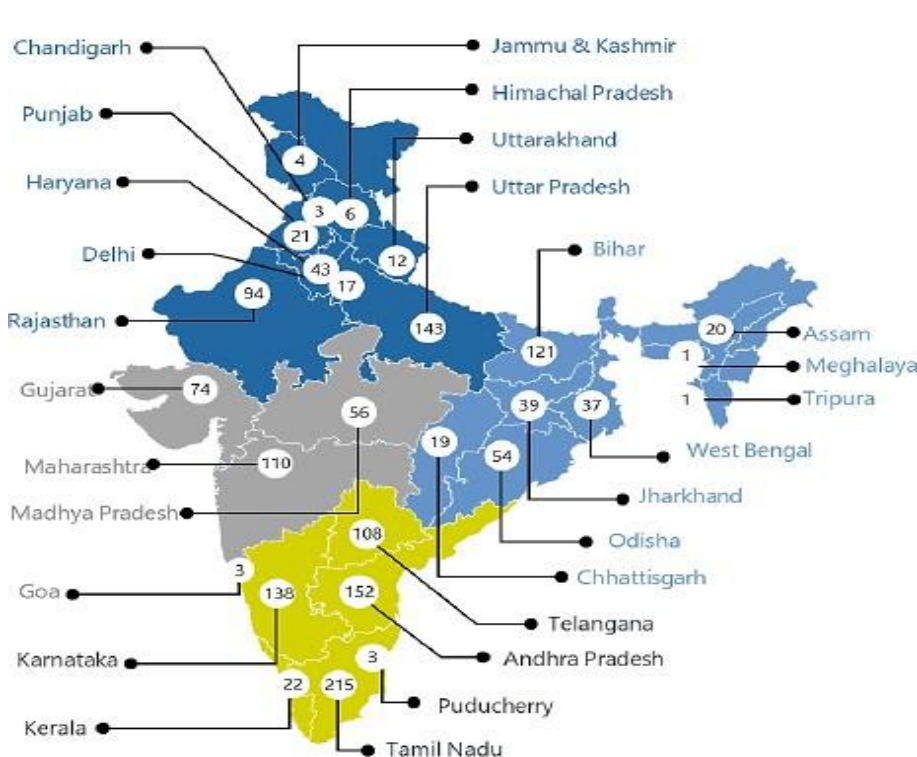 Chandigarh
Jammu & Kashmir
Himachal Pradesh
Punjab
Uttarakhand
4
Haryana
Uttar Pradesh
3
6
21
Delhi
Bihar
12
43
17
94
Rajasthan
143
20
Assam
121
1
Meghalaya
Gujarat
74
Tripura
1
56
39
37
19
West Bengal
54
Maharashtra
110
Jharkhand
Madhya Pradesh
108
Odisha
3
Chhattisgarh
Goa
138
152
Telangana
Karnataka
3
Andhra Pradesh
22
215
Puducherry
Kerala
Tamil Nadu